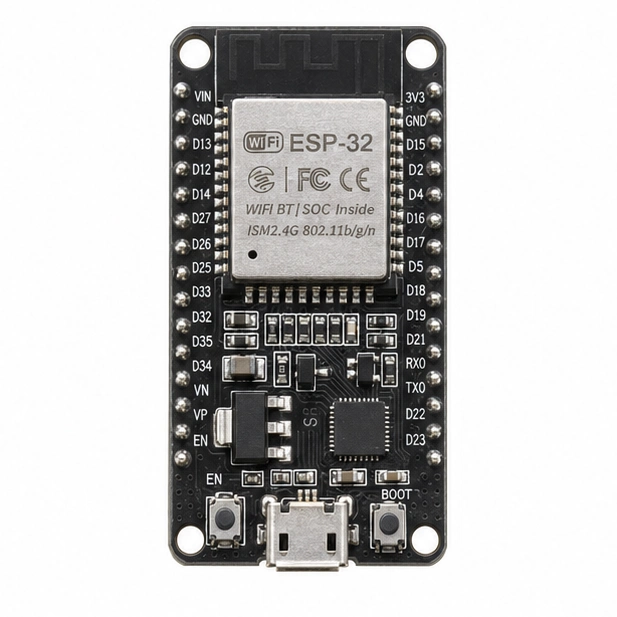 VIN
GND
D13
D12
D14
D27
D26
D25
D33
D32
D35
D34
VN
VP
EN
3V3
GND
D15
D2
D4
D16
D17
D5
D18
D19
D21
RX0
TX0
D22
D23
WiFi ESP-32
FC CE
WIFI BT|SOC Inside
ISM2.4G 802.11b/g/n
EN
BOOT